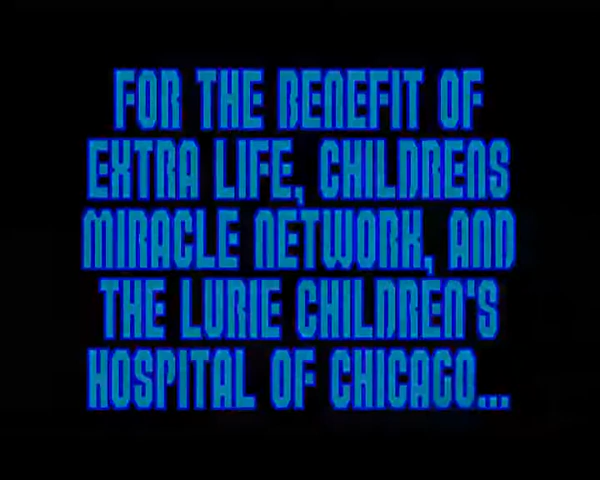 FOR THE BENEFIT OF
EXTRA LIFE, CHILDRENS
MIRACLE NETWORK, AND
THE LURIE CHILDREN'S
HOSPITAL OF CHICAGO...